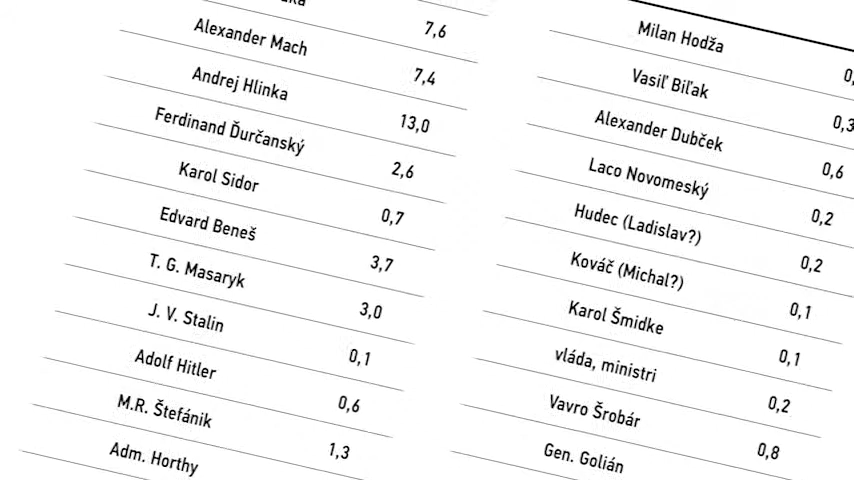 7,6
Alexander Mach 7,4
Andrej Hlinka 13,0
Ferdinand Ďurčanský 2,6
Karol Sidor 0,7
Edvard Beneš 3,7
T. G. Masaryk 3,0
J. V. Stalin 0,1
Adolf Hitler 0,6
M.R. Štefánik 1,3
Adm. Horthy
Milan Hodža
Vasiľ Biľak 0,3
Alexander Dubček 0,6
Laco Novomeský 0,2
Hudec (Ladislav?) 0,2
Kováč (Michal?) 0,1
Karol Šmidke 0,1
vláda, ministri 0,2
Vavro Šrobár 0,8
Gen. Golián